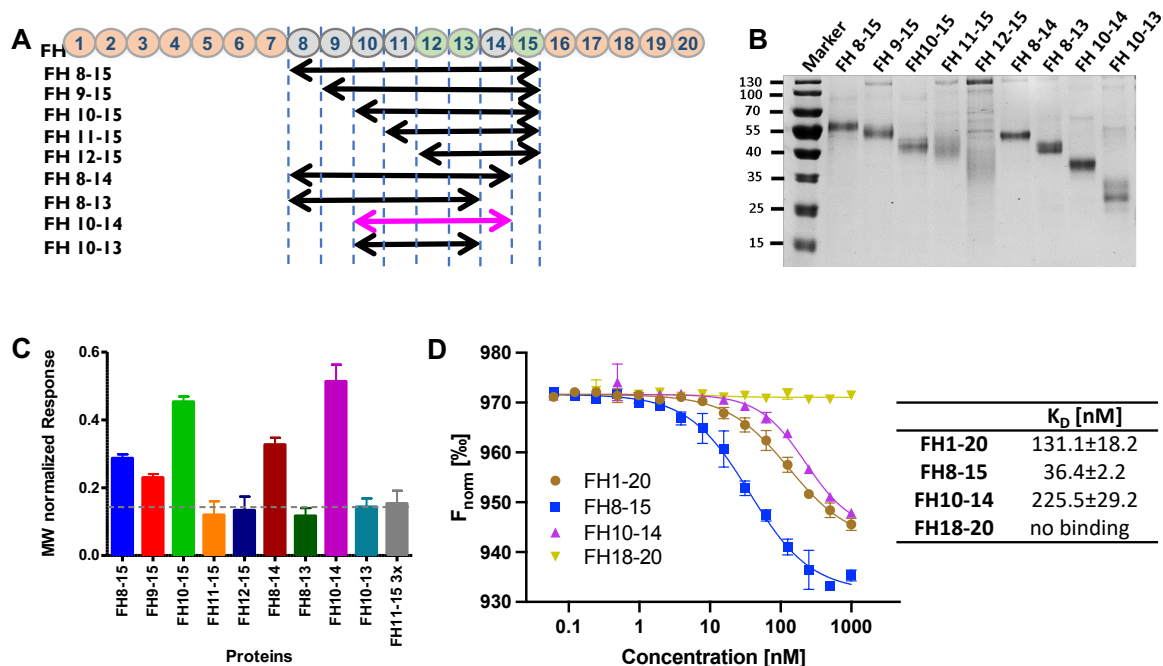 A
FH 1 2 3 4 5 6 7 8 9 10 11 12 13 14 15 16 17 18 19 20
FH 8-15
FH 9-15
FH 10-15
FH 11-15
FH 12-15
FH 8-14
FH 8-13
FH 10-14
FH 10-13
B
Marker FH 8-15 FH 9-15 FH10-15 FH 11-15 FH 12-15 FH 8-14 FH 8-13 FH 10-14 FH 10-13
130
100
70
55
40
35
25
15
C
MW normalized Response
0.6
0.4
0.2
0.0
FH8-15 FH9-15 FH10-15 FH11-15 FH12-15 FH8-14 FH8-13 FH10-14 FH10-13 FH11-15 3x
Proteins
D
Fnorm [‰]
980
970
960
950
940
930
FH1-20
FH8-15
FH10-14
FH18-20
0.1 1 10 100 1000
Concentration [nM]
KD [nM]
FH1-20 131.1±18.2
FH8-15 36.4±2.2
FH10-14 225.5±29.2
FH18-20 no binding